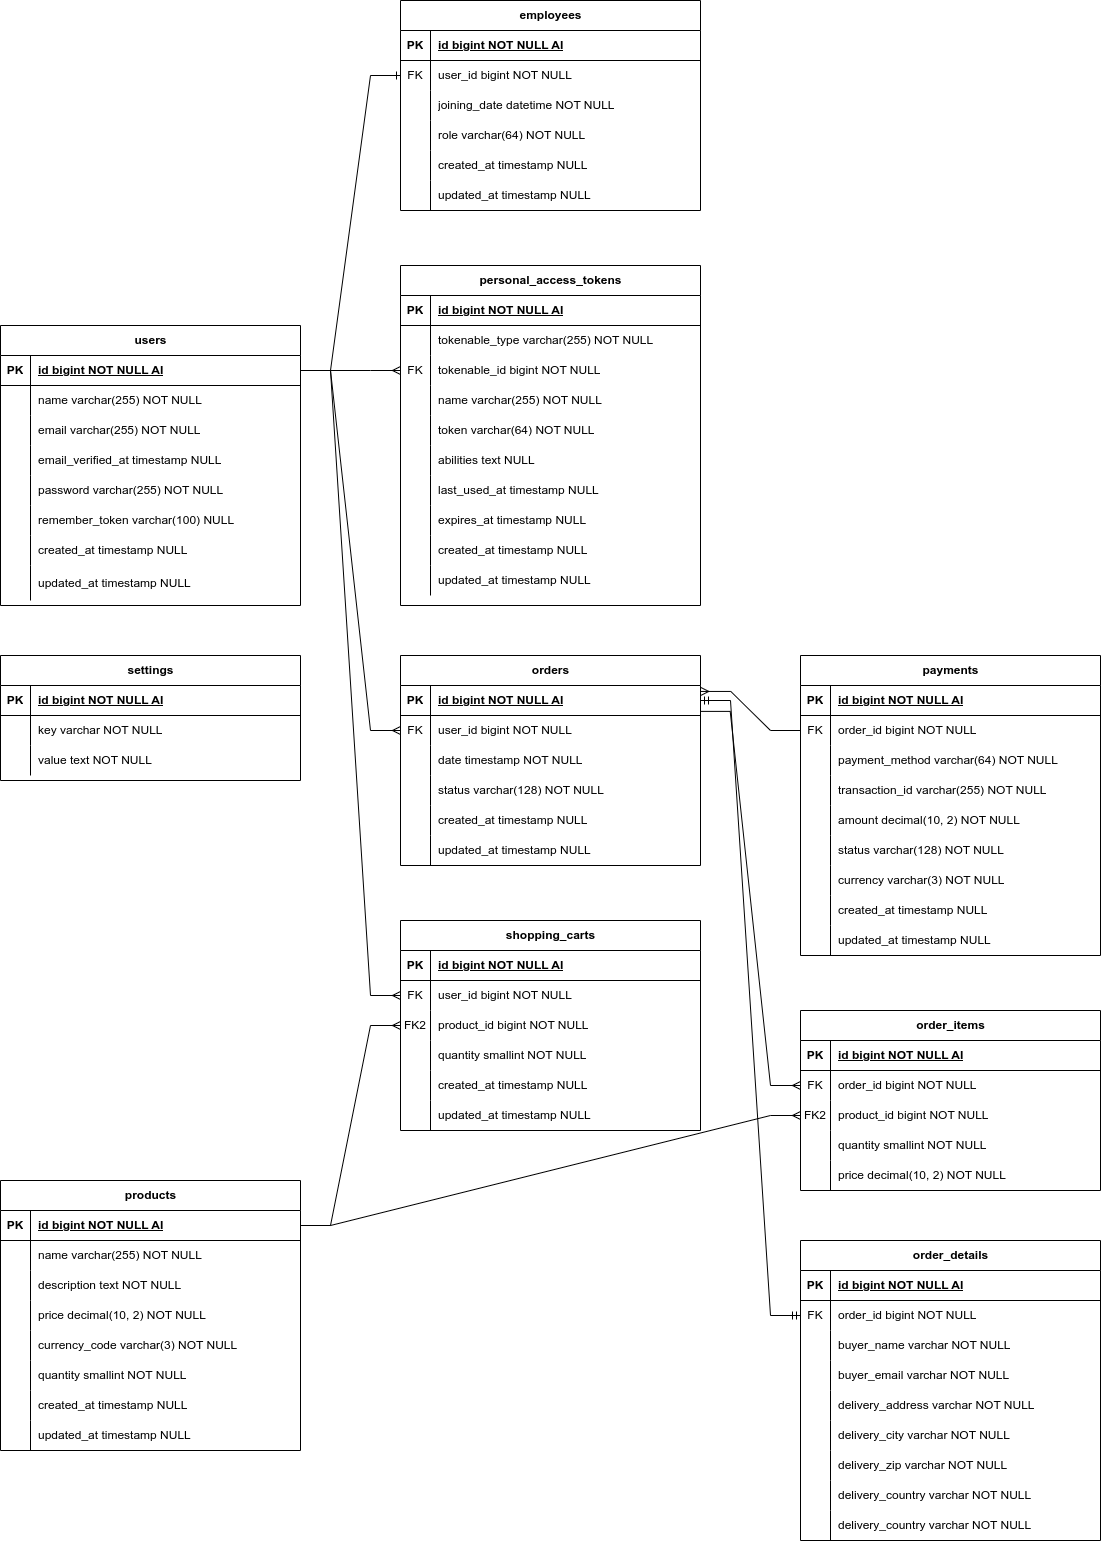 employees
PK id bigint NOT NULL AI
FK user_id bigint NOT NULL
joining_date datetime NOT NULL
role varchar(64) NOT NULL
created_at timestamp NULL
updated_at timestamp NULL
personal_access_tokens
PK id bigint NOT NULL AI
tokenable_type varchar(255) NOT NULL
FK tokenable_id bigint NOT NULL
name varchar(255) NOT NULL
token varchar(64) NOT NULL
abilities text NULL
last_used_at timestamp NULL
expires_at timestamp NULL
created_at timestamp NULL
updated_at timestamp NULL
users
PK id bigint NOT NULL AI
name varchar(255) NOT NULL
email varchar(255) NOT NULL
email_verified_at timestamp NULL
password varchar(255) NOT NULL
remember_token varchar(100) NULL
created_at timestamp NULL
updated_at timestamp NULL
settings
PK id bigint NOT NULL AI
key varchar NOT NULL
value text NOT NULL
orders
PK id bigint NOT NULL AI
FK user_id bigint NOT NULL
date timestamp NOT NULL
status varchar(128) NOT NULL
created_at timestamp NULL
updated_at timestamp NULL
payments
PK id bigint NOT NULL AI
FK order_id bigint NOT NULL
payment_method varchar(64) NOT NULL
transaction_id varchar(255) NOT NULL
amount decimal(10, 2) NOT NULL
status varchar(128) NOT NULL
currency varchar(3) NOT NULL
created_at timestamp NULL
updated_at timestamp NULL
shopping_carts
PK id bigint NOT NULL AI
FK user_id bigint NOT NULL
FK2 product_id bigint NOT NULL
quantity smallint NOT NULL
created_at timestamp NULL
updated_at timestamp NULL
order_items
PK id bigint NOT NULL AI
FK order_id bigint NOT NULL
FK2 product_id bigint NOT NULL
quantity smallint NOT NULL
price decimal(10, 2) NOT NULL
products
PK id bigint NOT NULL AI
name varchar(255) NOT NULL
description text NOT NULL
price decimal(10, 2) NOT NULL
currency_code varchar(3) NOT NULL
quantity smallint NOT NULL
created_at timestamp NULL
updated_at timestamp NULL
order_details
PK id bigint NOT NULL AI
FK order_id bigint NOT NULL
buyer_name varchar NOT NULL
buyer_email varchar NOT NULL
delivery_address varchar NOT NULL
delivery_city varchar NOT NULL
delivery_zip varchar NOT NULL
delivery_country varchar NOT NULL
delivery_country varchar NOT NULL